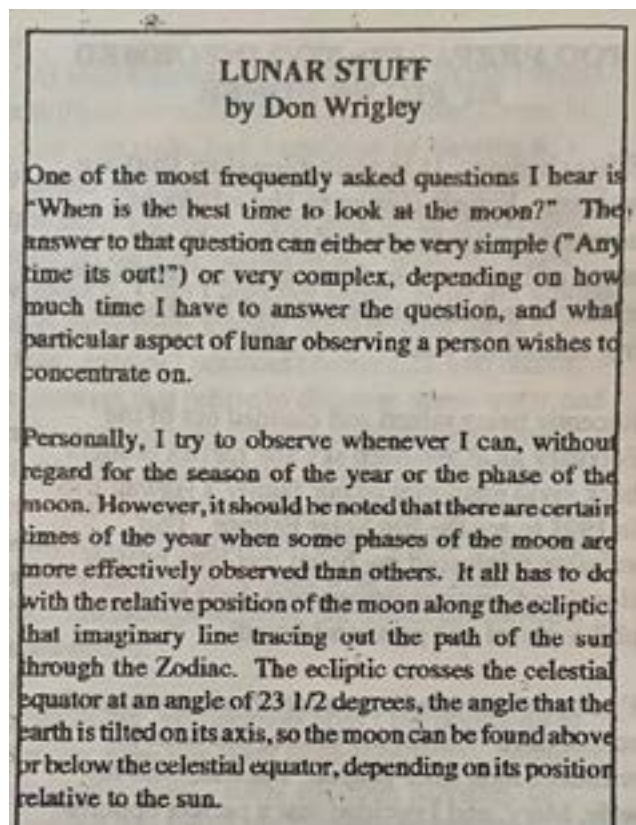 LUNAR STUFF
by Don Wrigley
One of the most frequently asked questions I hear is
"When is the best time to look at the moon?" The
answer to that question can either be very simple ("Any
time its out!") or very complex, depending on how
much time I have to answer the question, and what
particular aspect of lunar observing a person wishes to
concentrate on.
Personally, I try to observe whenever I can, without
regard for the season of the year or the phase of the
moon. However, it should be noted that there are certain
times of the year when some phases of the moon are
more effectively observed than others. It all has to do
with the relative position of the moon along the ecliptic,
that imaginary line tracing out the path of the sun
through the Zodiac. The ecliptic crosses the celestial
equator at an angle of 23 1/2 degrees, the angle that the
earth is tilted on its axis, so the moon can be found above
or below the celestial equator, depending on its position
relative to the sun.